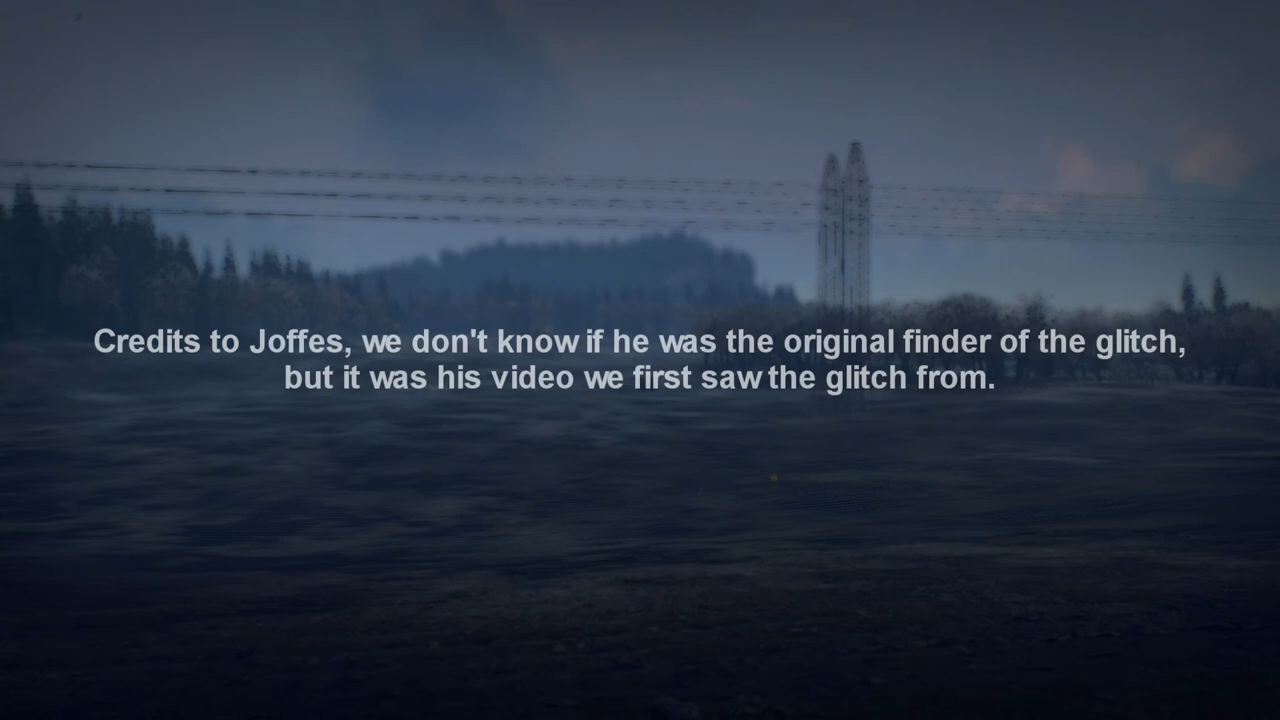 Credits to Joffes, we don't know if he was the original finder of the glitch,
but it was his video we first saw the glitch from.